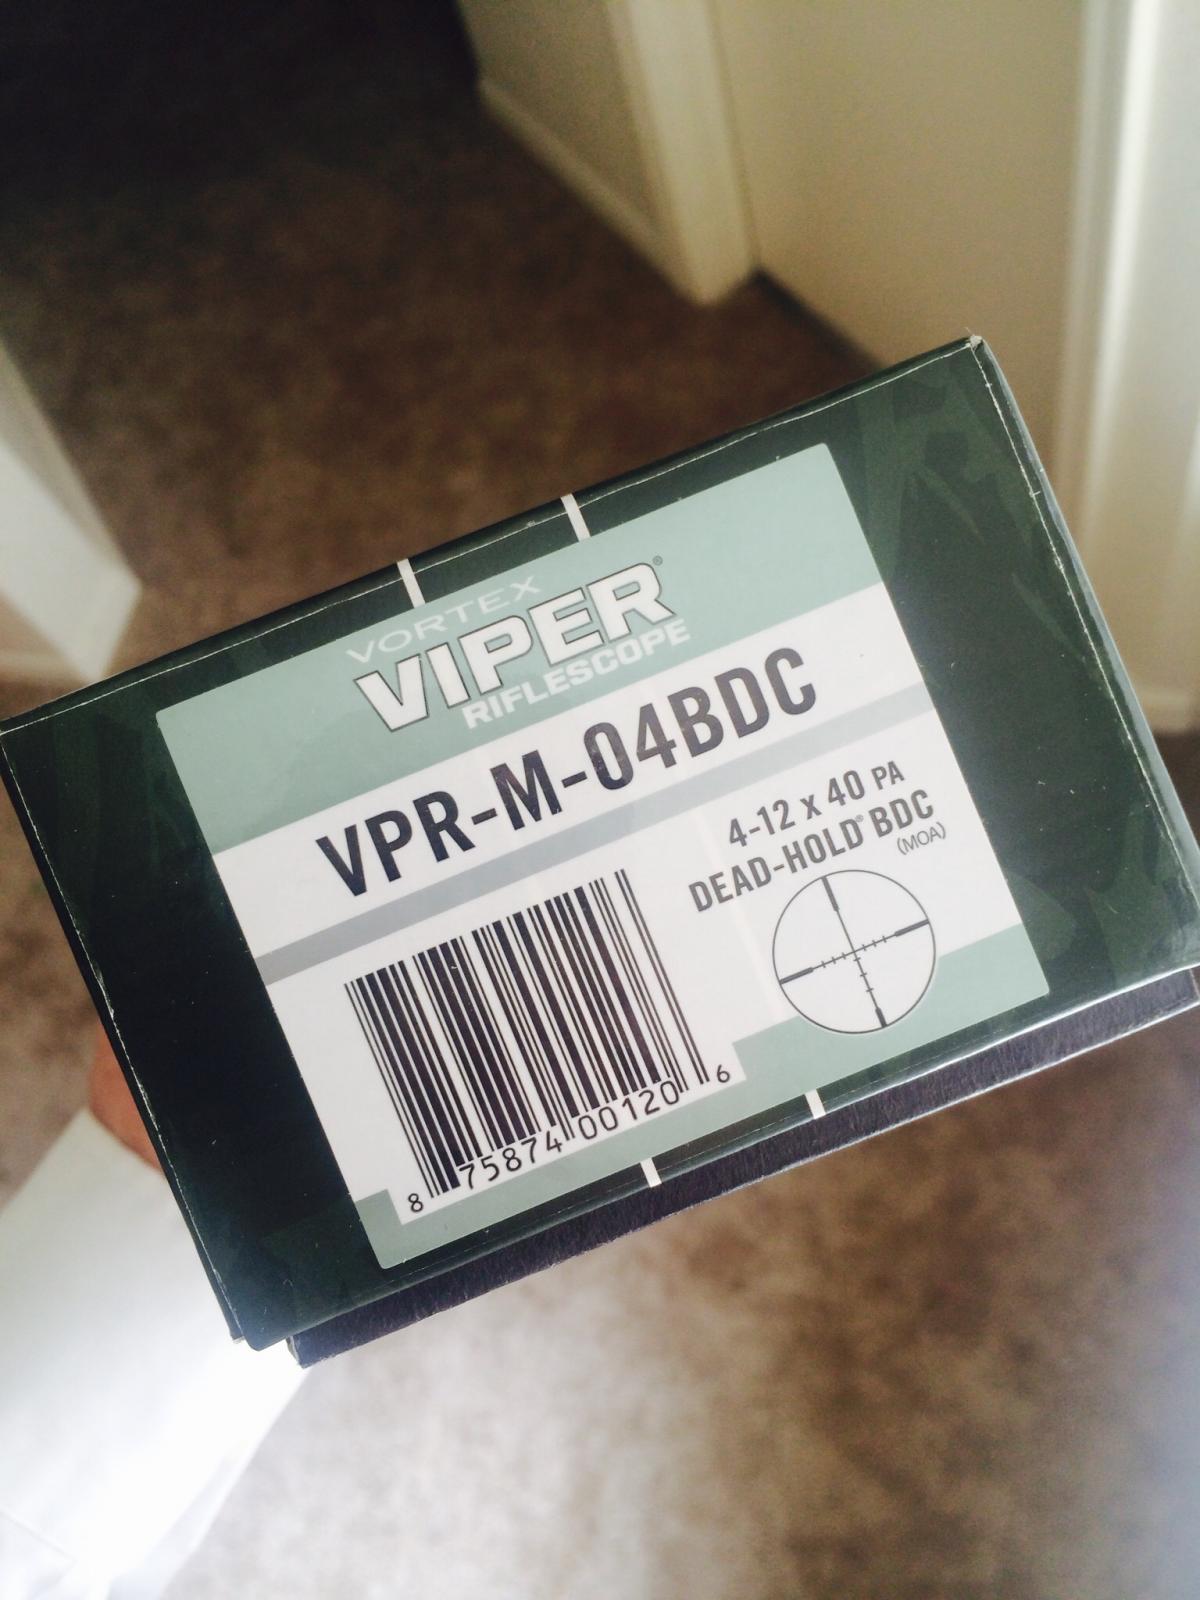 VORTEX
VIPER®
RIFLESCOPE
VPR-M-04BDC
4-12 x 40 PA
DEAD-HOLD® BDC
(MOA)
8 75874 00120 6